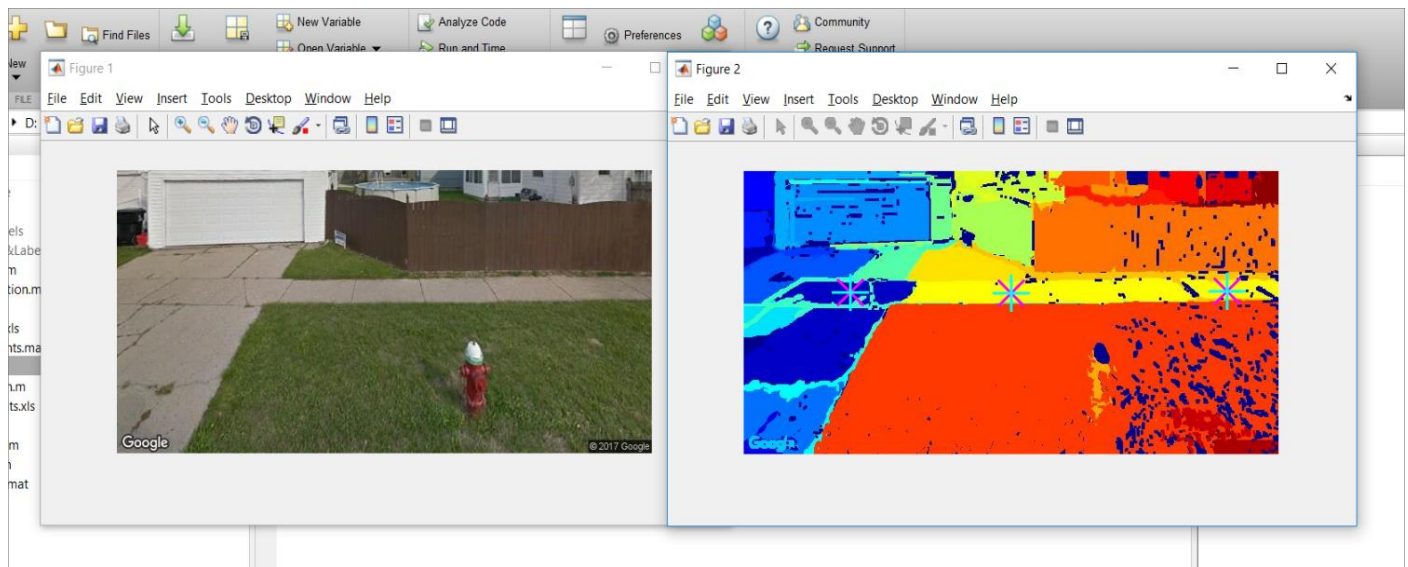 New Variable
Analyze Code
Community
Find Files
Preferences
Open Variable
Run and Time
Request Support
New
FILE
Figure 1
File Edit View Insert Tools Desktop Window Help
Figure 2
File Edit View Insert Tools Desktop Window Help
D:
els
&Labe
m
tion.m
xls
nts.ma
n.m
ts.xls
m
mat
Google
© 2017 Google
Google